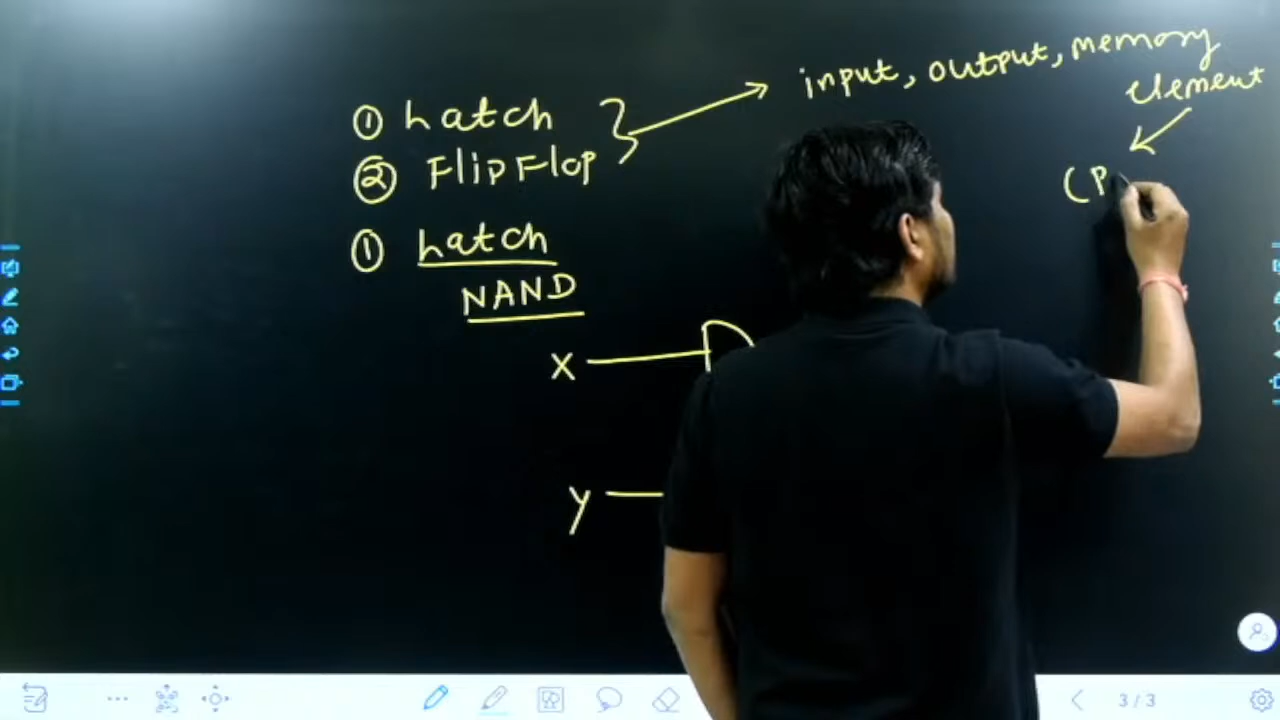 ① Latch
② FlipFlop
input, output, memory
element
(P
① Latch
NAND
X
y
3/3